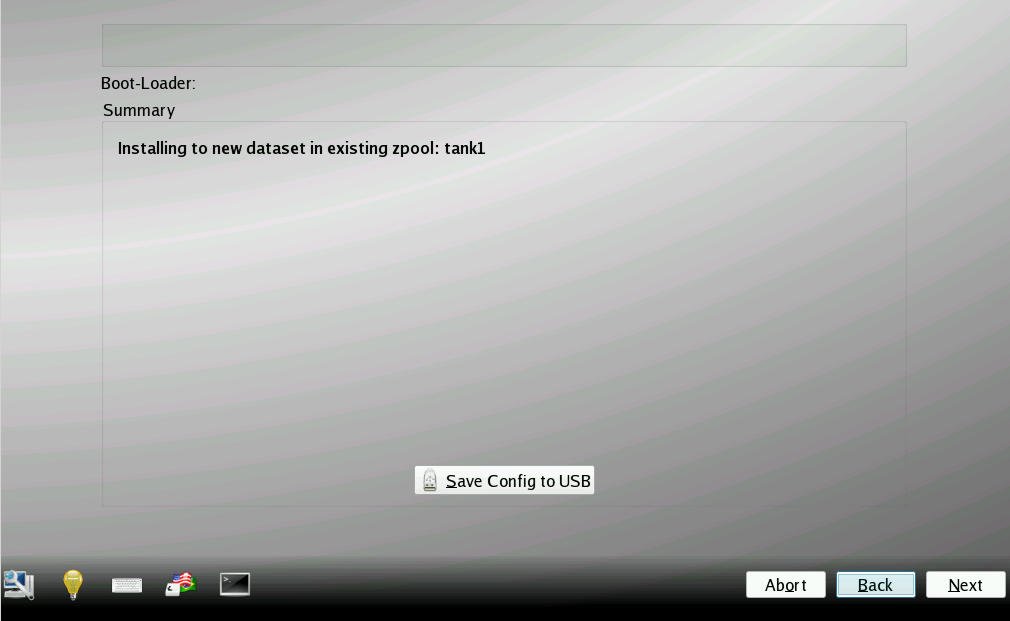 Boot-Loader:
Summary
Installing to new dataset in existing zpool: tank1
Save Config to USB
Abort
Back
Next